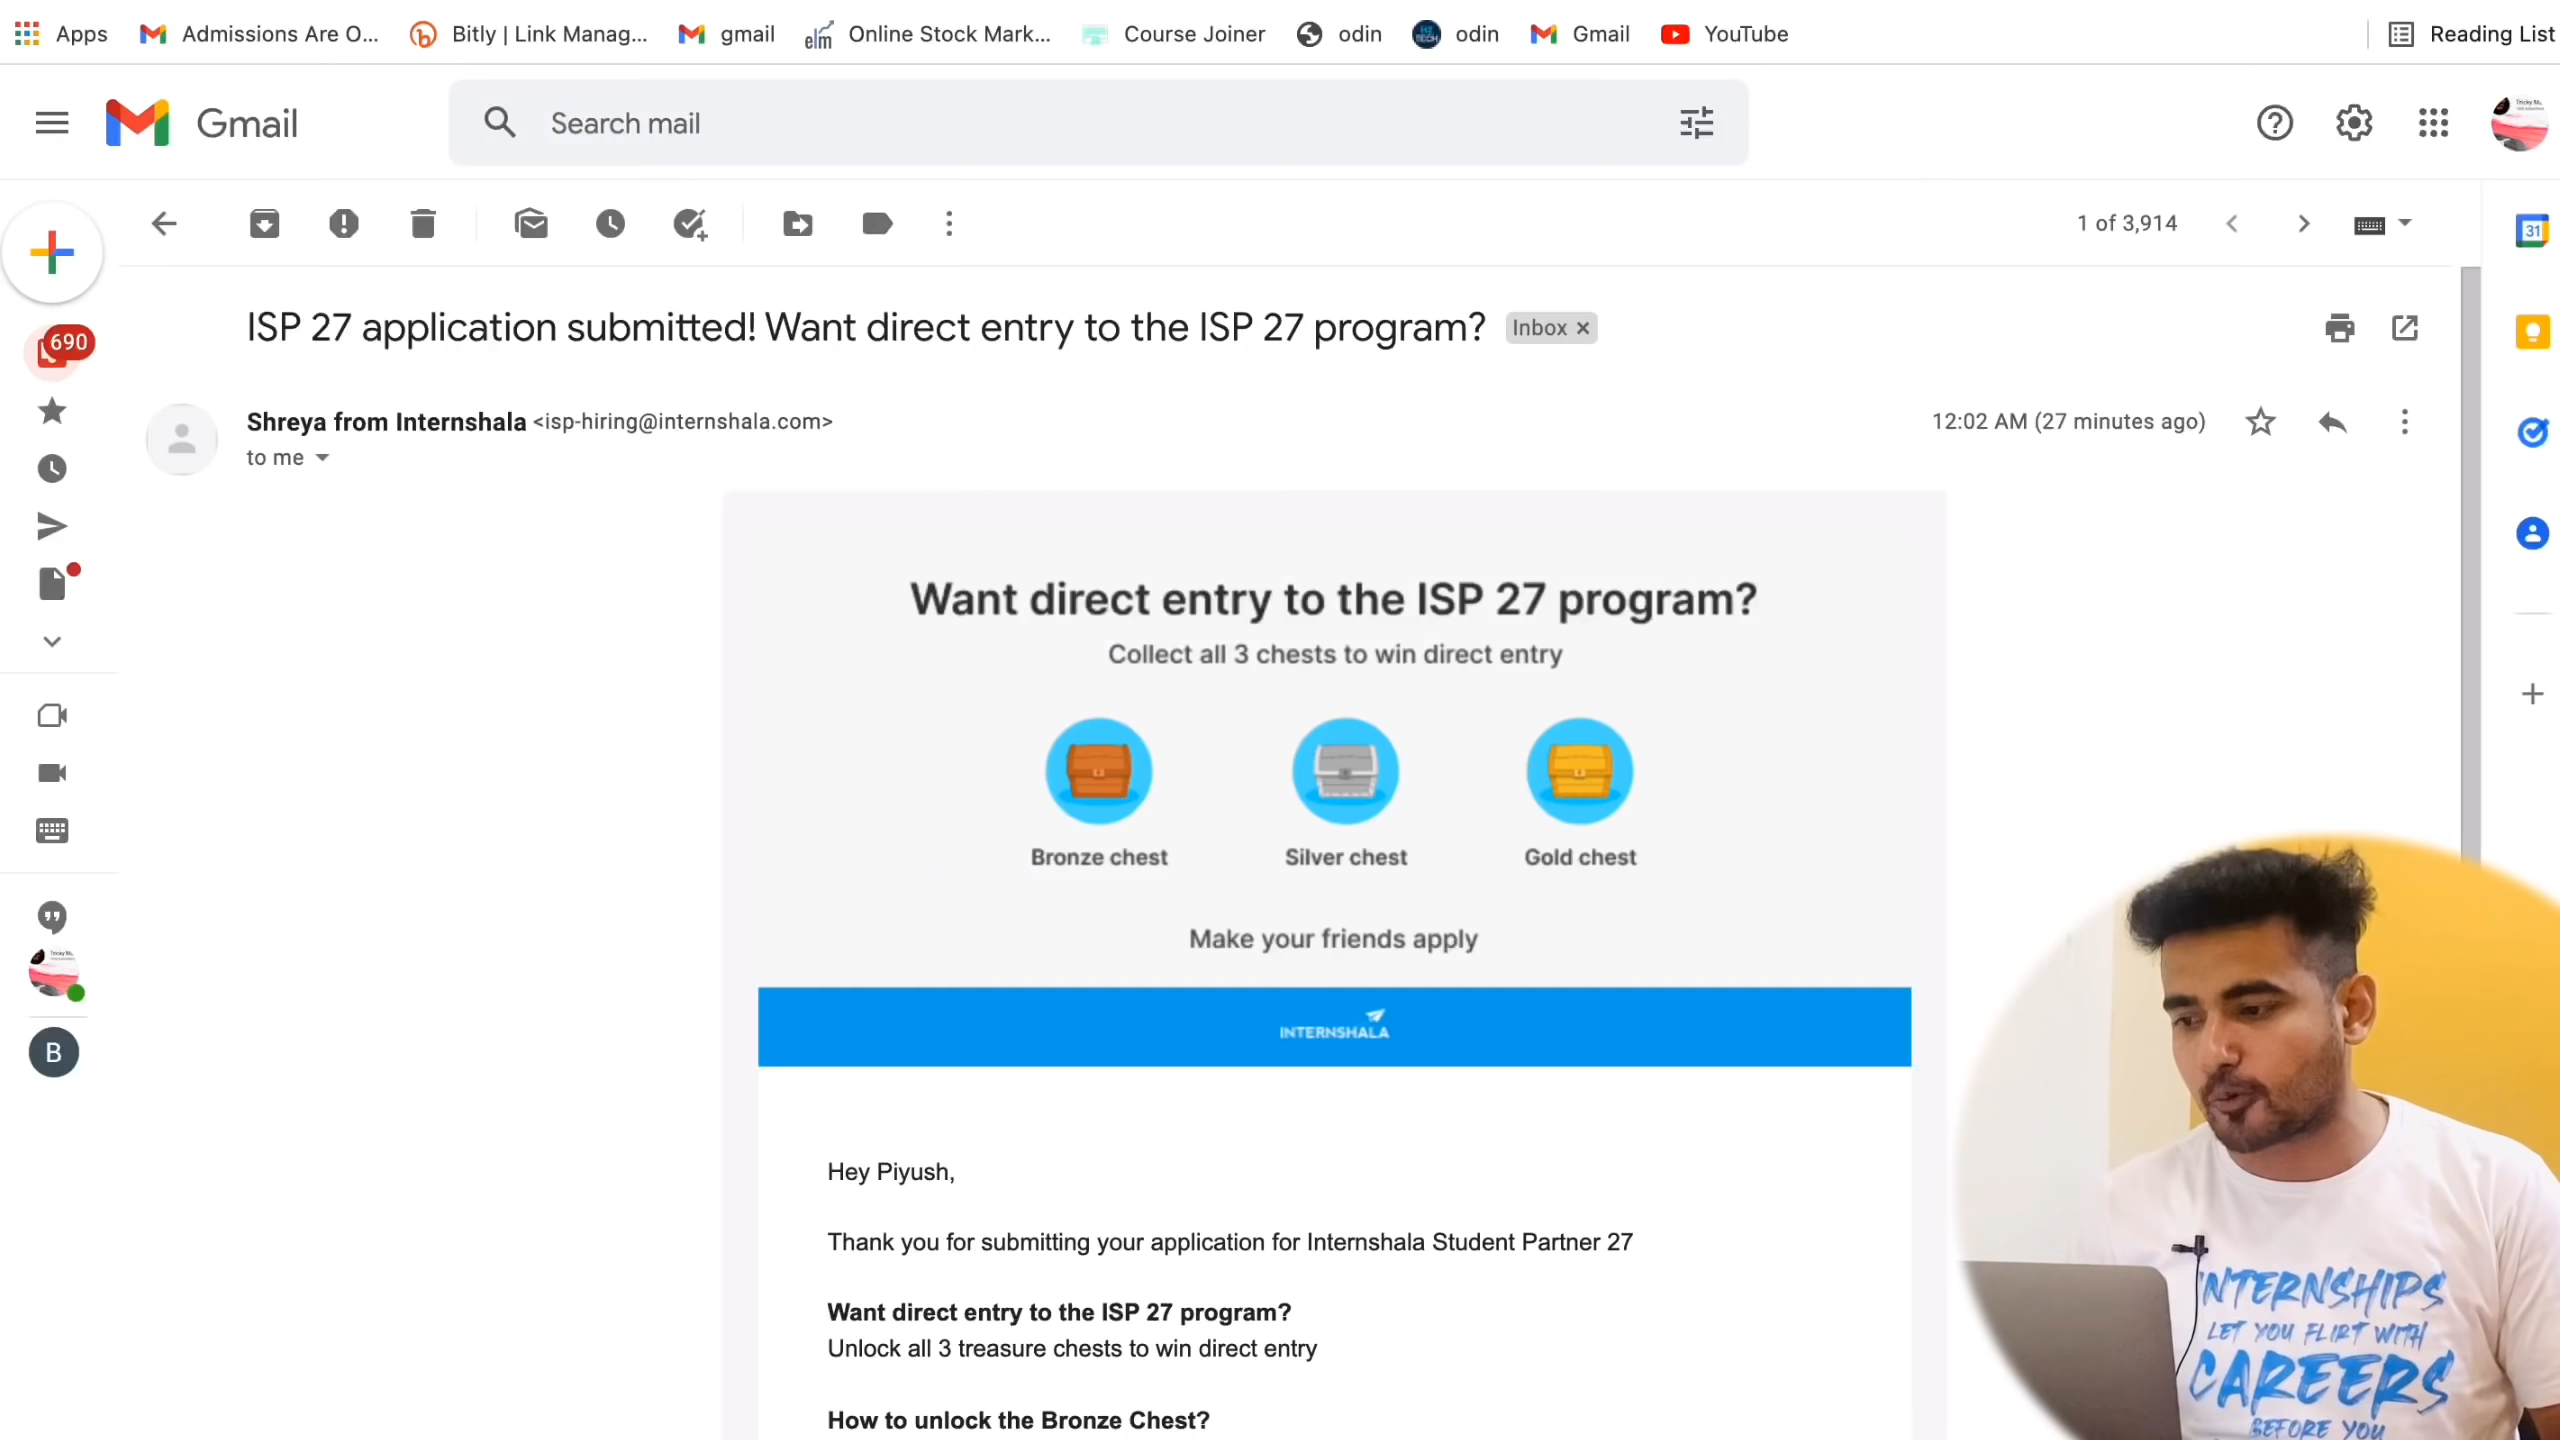 Apps
Admissions Are O...
Bitly | Link Manag...
gmail
elm
Online Stock Mark...
Course Joiner
odin
odin
Gmail
YouTube
Reading List
Gmail
Search mail
1 of 3,914
31
ISP 27 application submitted! Want direct entry to the ISP 27 program?
Inbox ×
690
Shreya from Internshala <isp-hiring@internshala.com>
12:02 AM (27 minutes ago)
to me
Want direct entry to the ISP 27 program?
Collect all 3 chests to win direct entry
Bronze chest
Silver chest
Gold chest
Make your friends apply
INTERNSHALA
B
Hey Piyush,
Thank you for submitting your application for Internshala Student Partner 27
Want direct entry to the ISP 27 program?
Unlock all 3 treasure chests to win direct entry
How to unlock the Bronze Chest?
INTERNSHIPS
LET YOU FLIRT WITH
CAREERS
BEFORE YOU